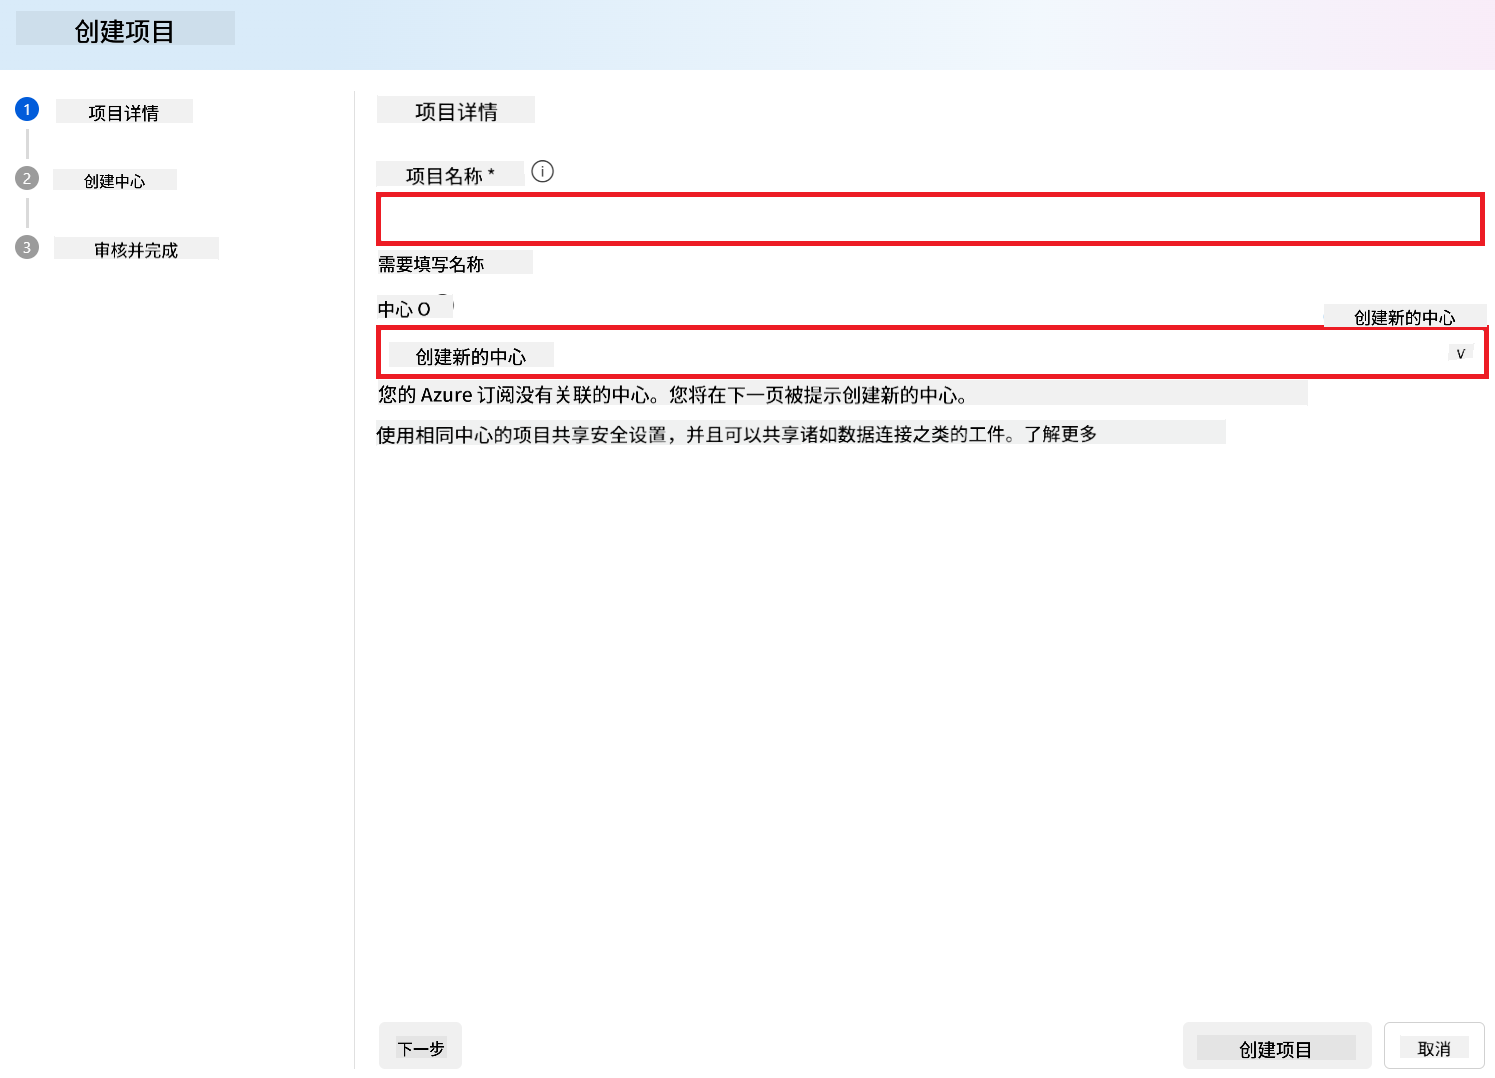 创建项目
1 项目详情
2 创建中心
3 审核并完成
项目详情
项目名称 *
需要填写名称
中心 O
创建新的中心
创建新的中心
v
您的 Azure 订阅没有关联的中心。您将在下一页被提示创建新的中心。
使用相同中心的项目共享安全设置，并且可以共享诸如数据连接之类的工件。了解更多
下一步
创建项目
取消